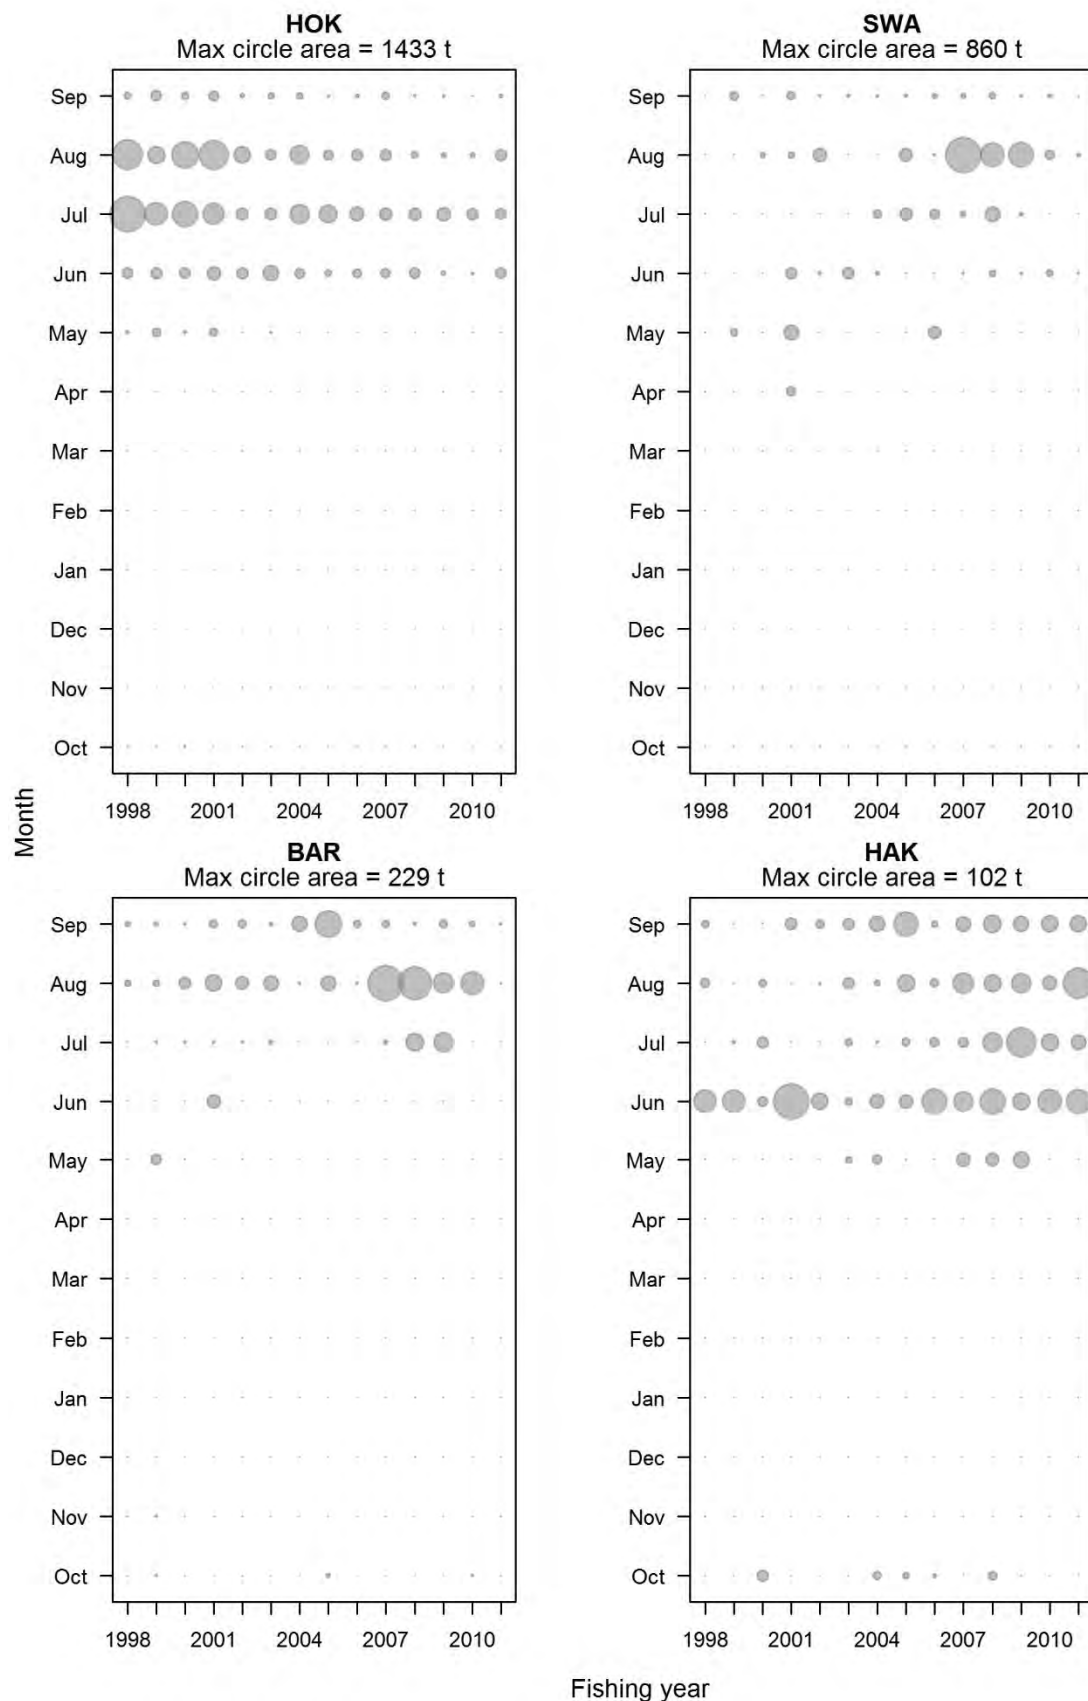 HOK
Max circle area = 1433 t
Sep
Aug
Jul
Jun
May
Apr
Mar
Feb
Jan
Dec
Nov
Oct
1998 2001 2004 2007 2010
SWA
Max circle area = 860 t
Sep
Aug
Jul
Jun
May
Apr
Mar
Feb
Jan
Dec
Nov
Oct
1998 2001 2004 2007 2010
Month
BAR
Max circle area = 229 t
Sep
Aug
Jul
Jun
May
Apr
Mar
Feb
Jan
Dec
Nov
Oct
1998 2001 2004 2007 2010
HAK
Max circle area = 102 t
Sep
Aug
Jul
Jun
May
Apr
Mar
Feb
Jan
Dec
Nov
Oct
1998 2001 2004 2007 2010
Fishing year